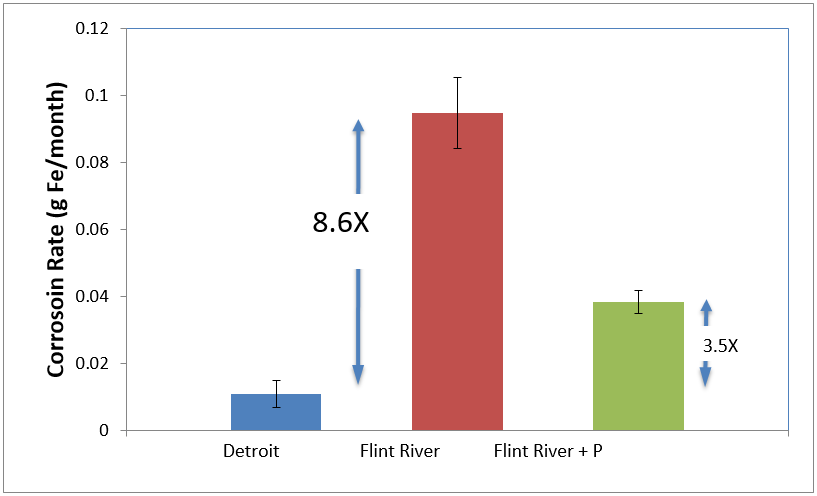 0.12
0.1
0.08
0.06
0.04
0.02
0
Corrosoin Rate (g Fe/month)
8.6X
3.5X
Detroit
Flint River
Flint River + P